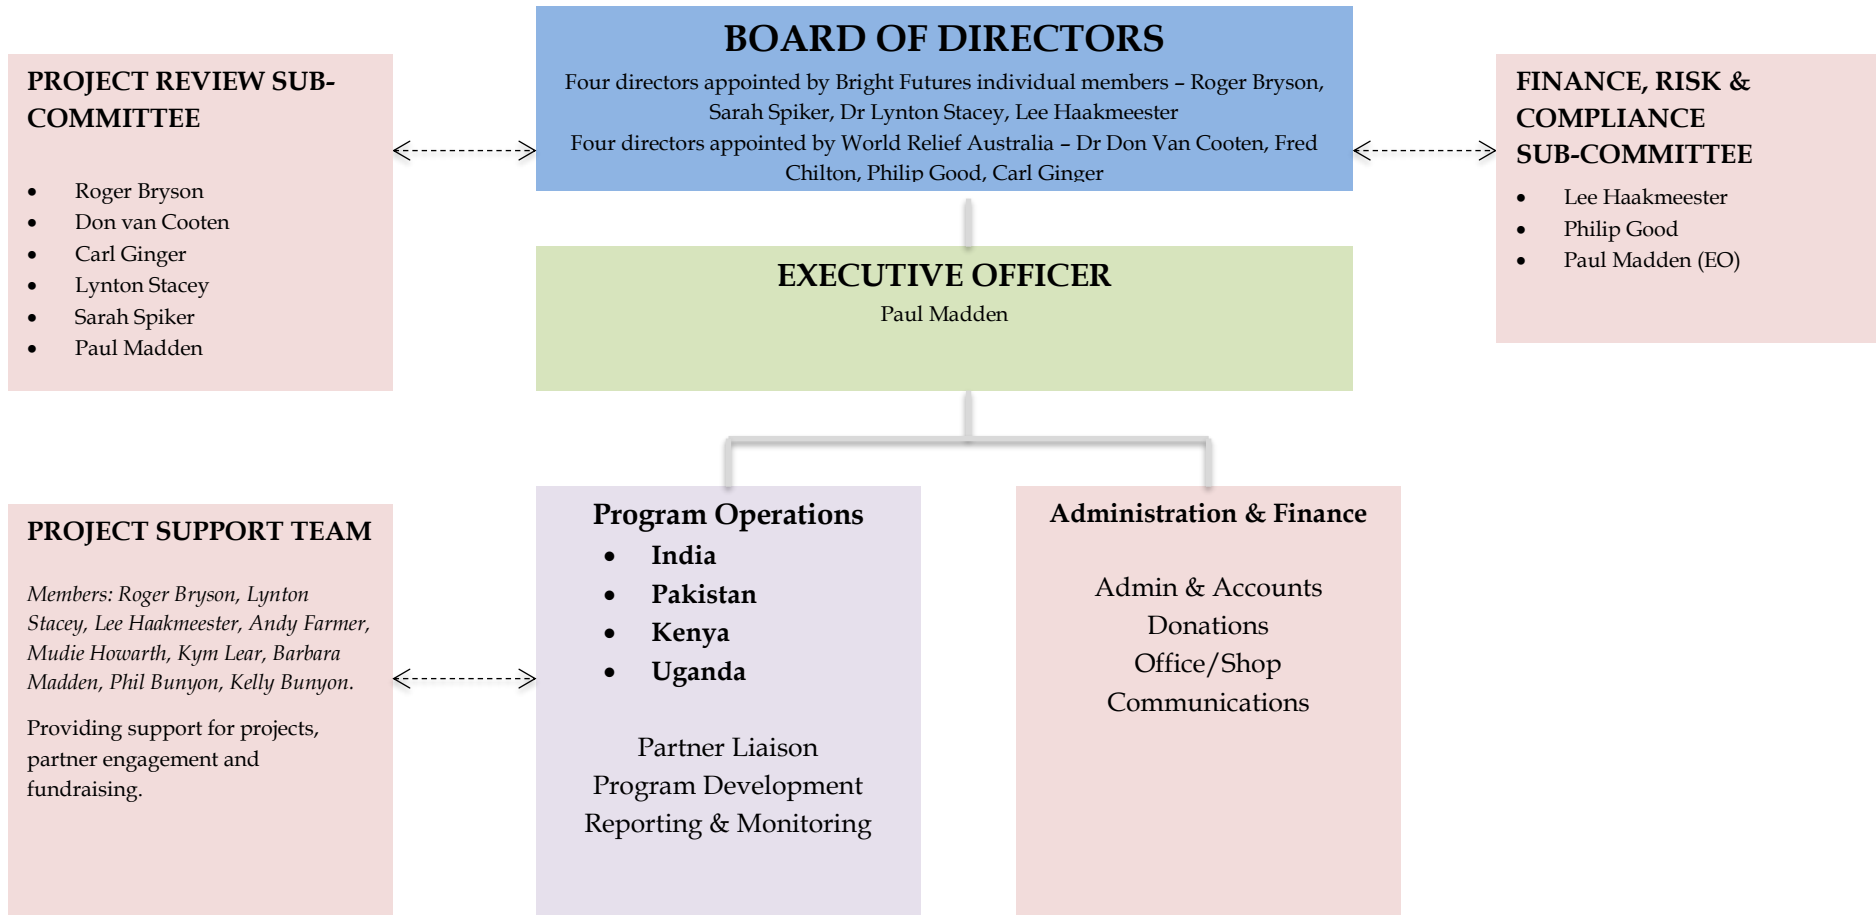 BOARD OF DIRECTORS
Four directors appointed by Bright Futures individual members – Roger Bryson,
Sarah Spiker, Dr Lynton Stacey, Lee Haakmeester
Four directors appointed by World Relief Australia – Dr Don Van Cooten, Fred
Chilton, Philip Good, Carl Ginger
PROJECT REVIEW SUB-
COMMITTEE
• Roger Bryson
• Don van Cooten
• Carl Ginger
• Lynton Stacey
• Sarah Spiker
• Paul Madden
FINANCE, RISK &
COMPLIANCE
SUB-COMMITTEE
• Lee Haakmeester
• Philip Good
• Paul Madden (EO)
EXECUTIVE OFFICER
Paul Madden
PROJECT SUPPORT TEAM
Members: Roger Bryson, Lynton
Stacey, Lee Haakmeester, Andy Farmer,
Mudie Howarth, Kym Lear, Barbara
Madden, Phil Bunyon, Kelly Bunyon.
Providing support for projects,
partner engagement and
fundraising.
Program Operations
• India
• Pakistan
• Kenya
• Uganda
Partner Liaison
Program Development
Reporting & Monitoring
Administration & Finance
Admin & Accounts
Donations
Office/Shop
Communications